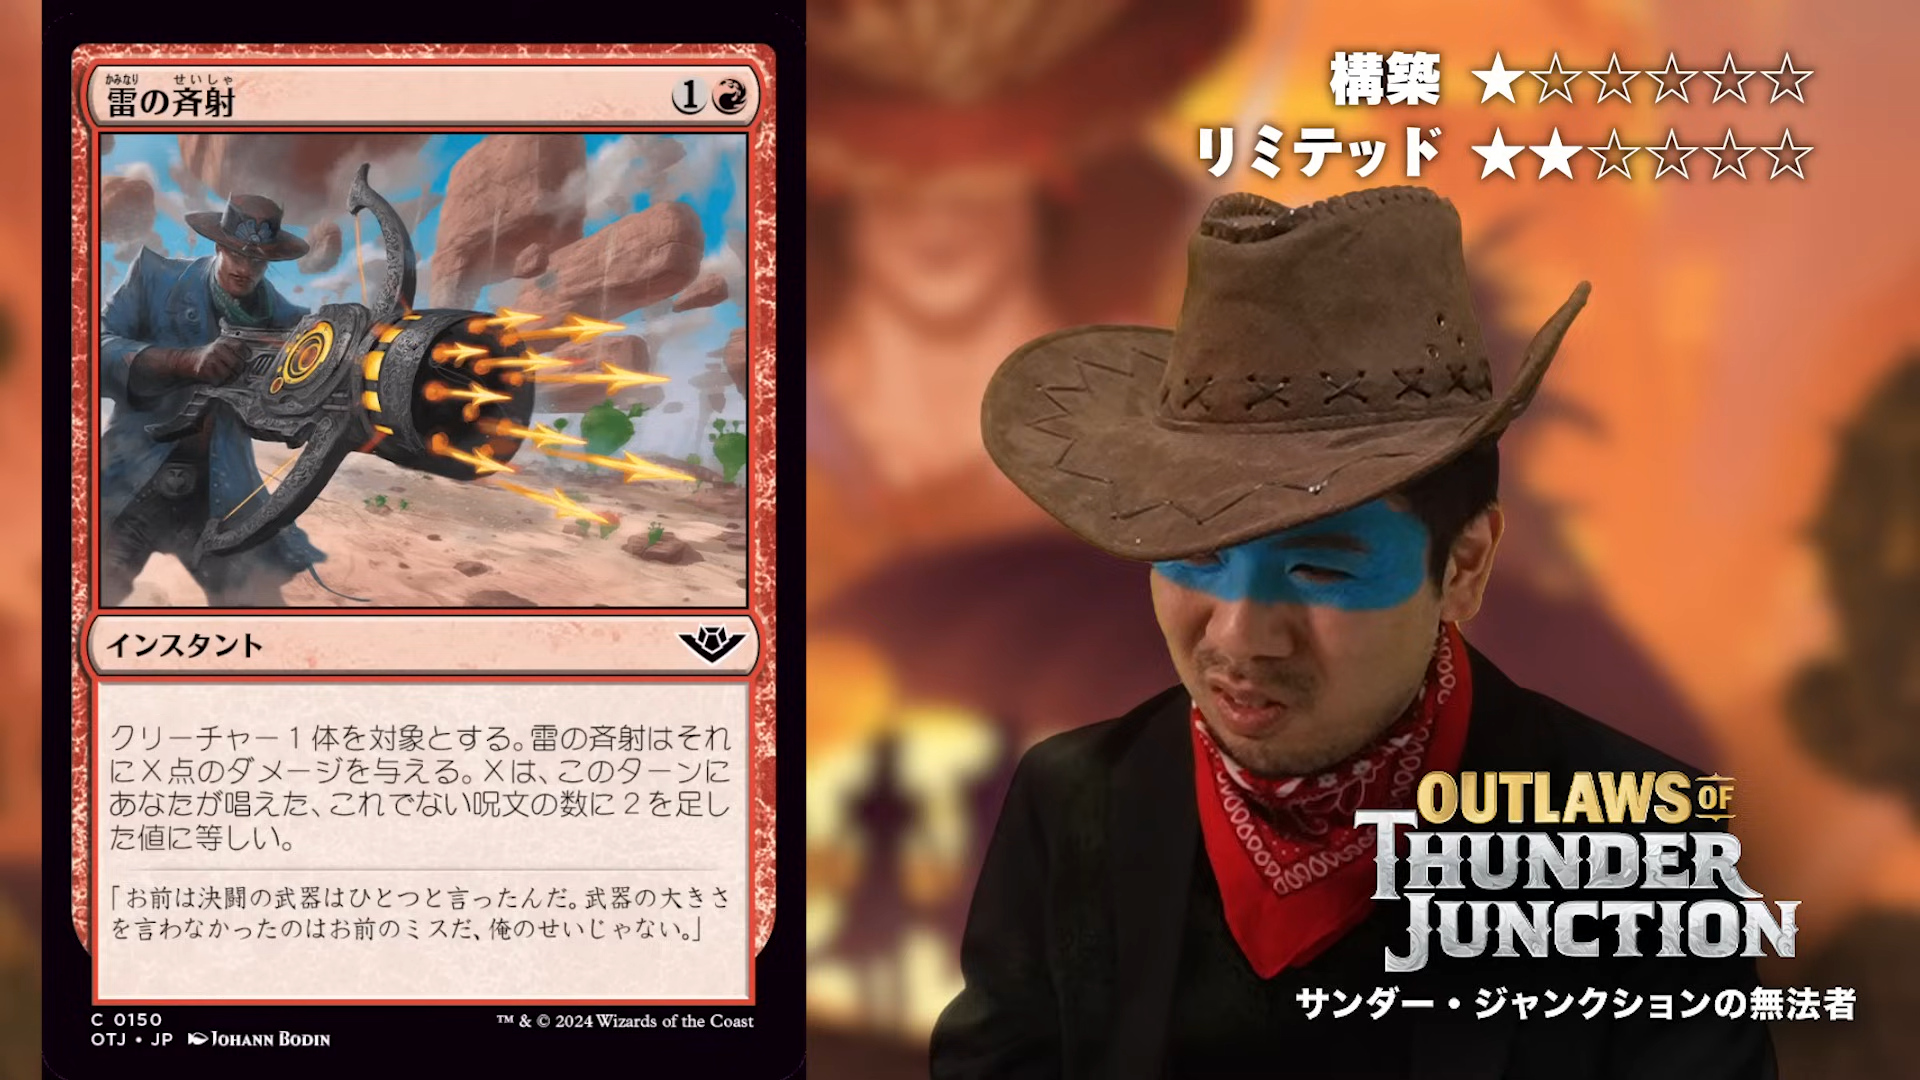 かみなり せいしゃ
雷の斉射
1
インスタント
クリーチャー1体を対象とする。雷の斉射はそれ
にX点のダメージを与える。Xは、このターンに
あなたが唱えた、これでない呪文の数に2を足し
た値に等しい。
「お前は決闘の武器はひとつと言ったんだ。武器の大きさ
を言わなかったのはお前のミスだ、俺のせいじゃない。」
C 0150
OTJ • JP JOHANN BODIN
™ & © 2024 Wizards of the Coast
構築 ★☆☆☆☆☆
リミテッド ★★☆☆☆☆
OUTLAWS OF
THUNDER
JUNCTION
サンダー・ジャンクションの無法者